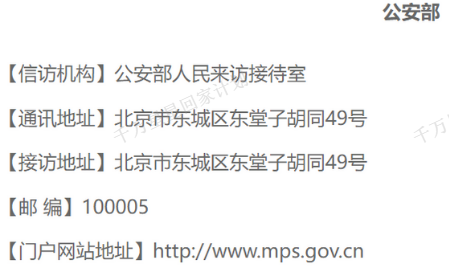 公安部
【信访机构】公安部人民来访接待室
【通讯地址】北京市东城区东堂子胡同49号
【接访地址】北京市东城区东堂子胡同49号
【邮 编】100005
【门户网站地址】http://www.mps.gov.cn